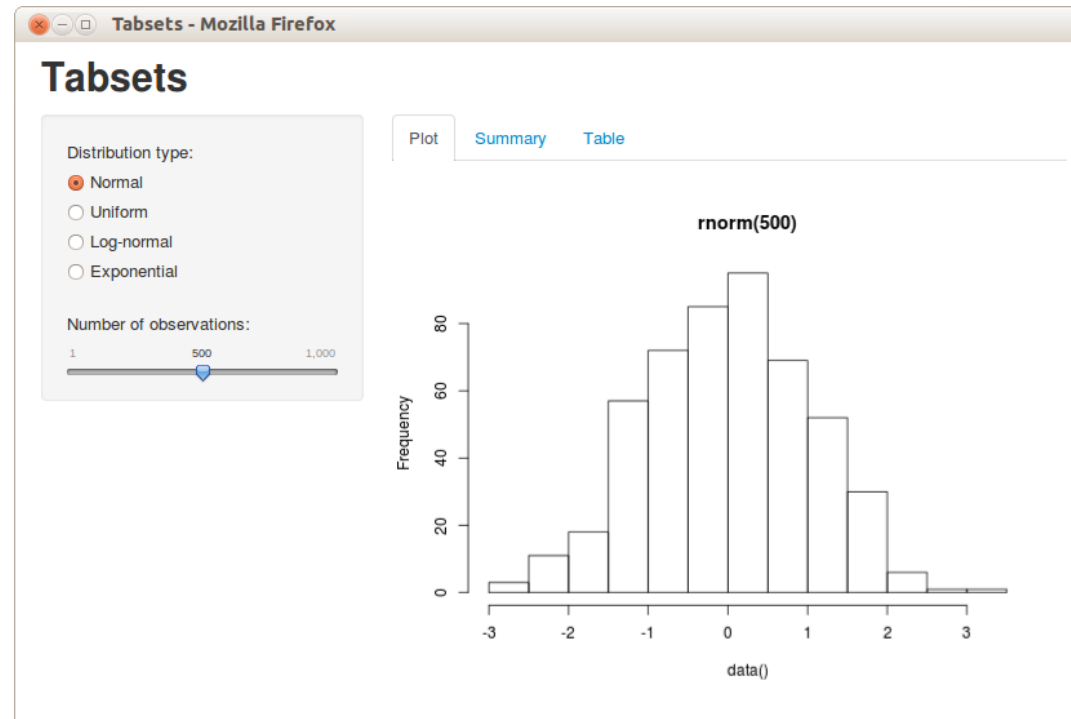 Tabsets - Mozilla Firefox
Tabsets
Distribution type:
Normal
Uniform
Log-normal
Exponential
Number of observations:
1 500 1,000
Plot Summary Table
rnorm(500)
Frequency
80
60
40
20
0
-3 -2 -1 0 1 2 3
data()